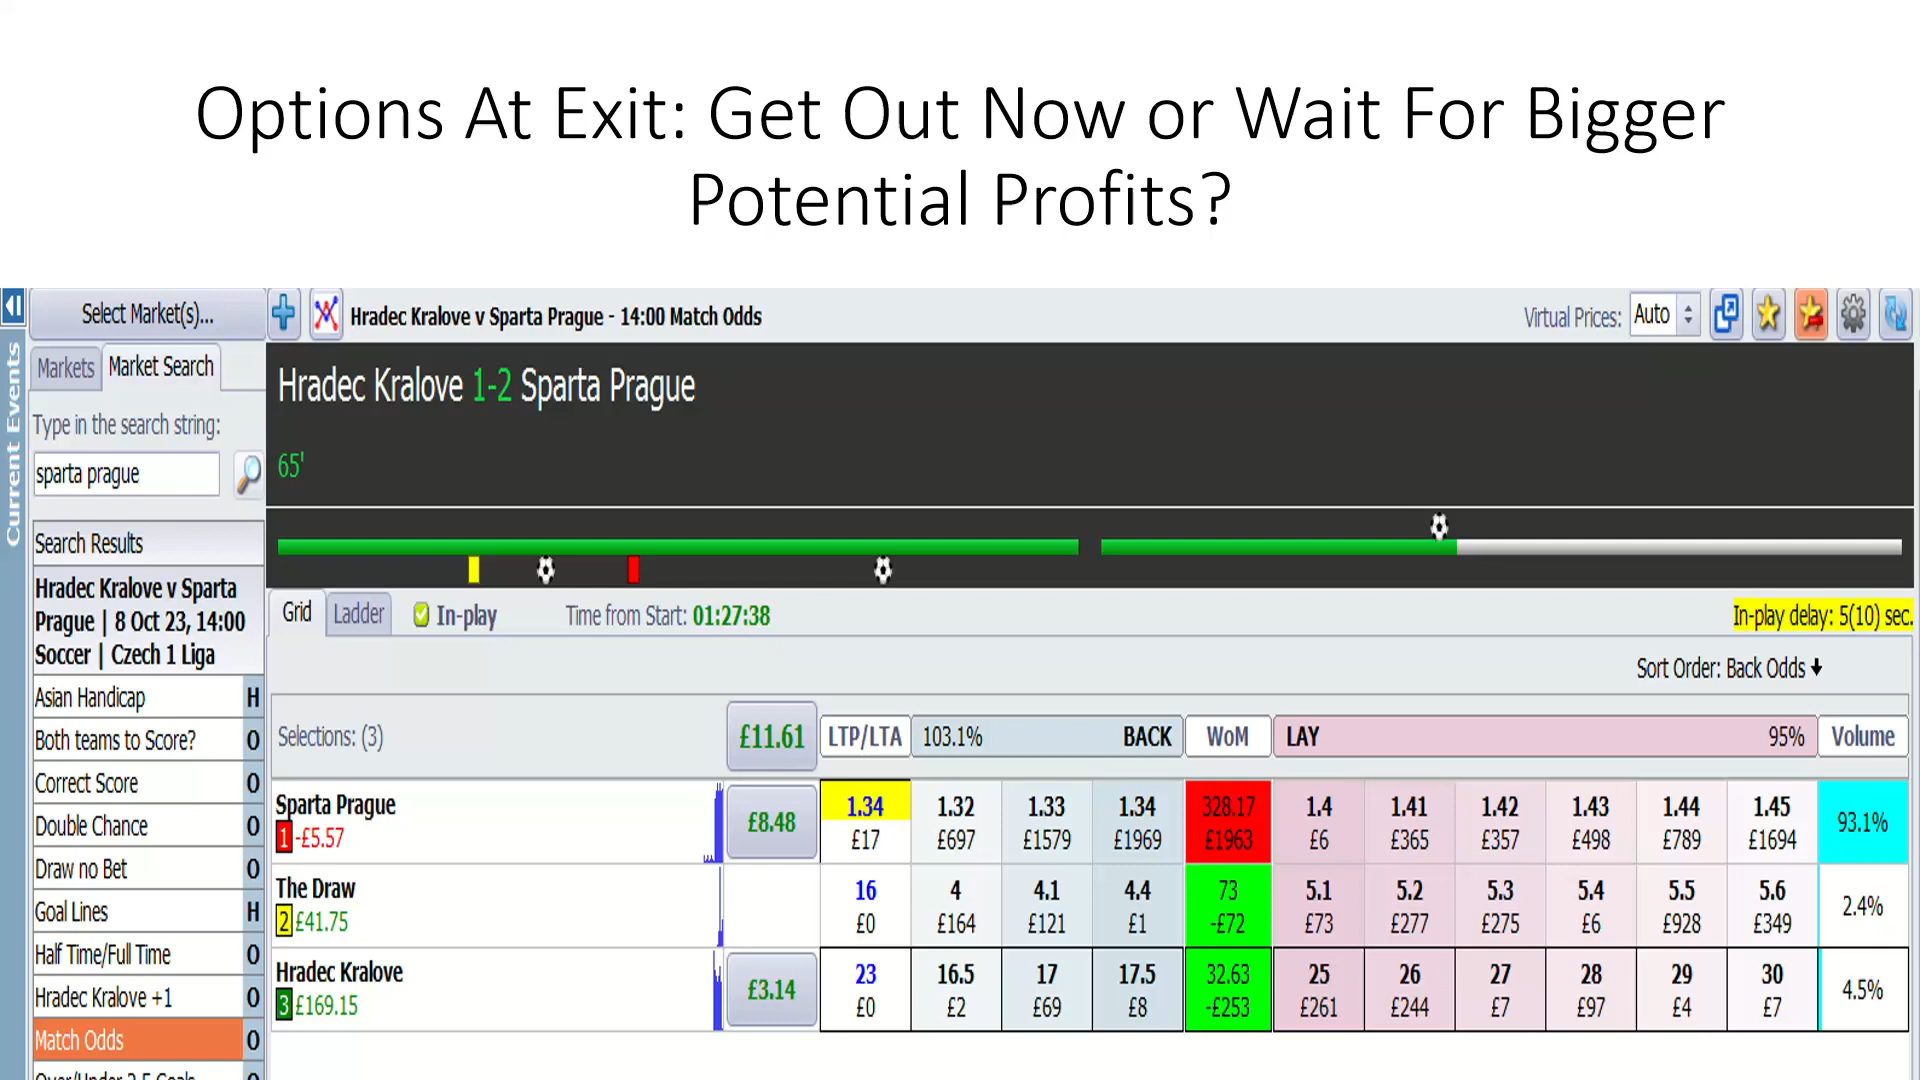 Options At Exit: Get Out Now or Wait For Bigger
Potential Profits?
Select Market(s)...
Hradec Kralove v Sparta Prague - 14:00 Match Odds
Virtual Prices: Auto
Current Events
Markets Market Search
Type in the search string:
sparta prague
Search Results
Hradec Kralove v Sparta
Prague | 8 Oct 23, 14:00
Soccer | Czech 1 Liga
Asian Handicap H
Both teams to Score? O
Correct Score O
Double Chance O
Draw no Bet O
Goal Lines H
Half Time/Full Time O
Hradec Kralove +1 O
Match Odds O
Over/Under 2.5 Goals
Hradec Kralove 1-2 Sparta Prague
65'
Grid Ladder In-play Time from Start: 01:27:38 In-play delay: 5(10) sec.
Sort Order: Back Odds
Selections: (3) £11.61 LTP/LTA 103.1% BACK WoM LAY 95% Volume
Sparta Prague 1.34 1.32 1.33 1.34 328.17 1.4 1.41 1.42 1.43 1.44 1.45
1 -£5.57 £8.48 £17 £697 £1579 £1969 £1963 £6 £365 £357 £498 £789 £1694 93.1%
The Draw 16 4 4.1 4.4 73 5.1 5.2 5.3 5.4 5.5 5.6
2 £41.75 £0 £164 £121 £1 -£72 £73 £277 £275 £6 £928 £349 2.4%
Hradec Kralove 23 16.5 17 17.5 32.63 25 26 27 28 29 30
3 £169.15 £3.14 £0 £2 £69 £8 -£253 £261 £244 £7 £97 £4 £7 4.5%